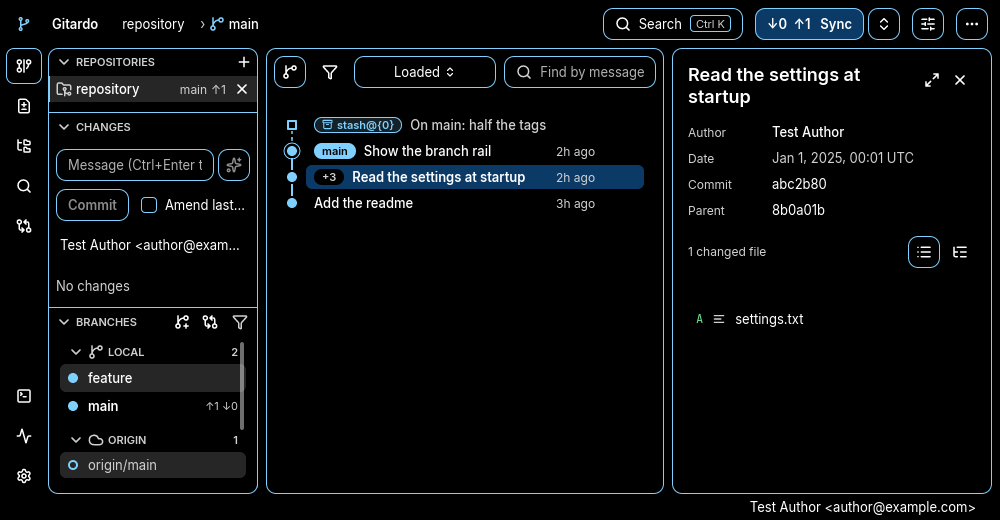 Gitardo repository › main Search Ctrl K ↓0 ↑1 Sync
REPOSITORIES
repository main ↑1
CHANGES
Message (Ctrl+Enter t
Commit Amend last...
Test Author <author@exam...
No changes
BRANCHES
LOCAL 2
feature
main ↑1 ↓0
ORIGIN 1
origin/main
Loaded Find by message
stash@{0} On main: half the tags
main Show the branch rail 2h ago
+3 Read the settings at startup 2h ago
Add the readme 3h ago
Read the settings at
startup
Author Test Author
Date Jan 1, 2025, 00:01 UTC
Commit abc2b80
Parent 8b0a01b
1 changed file
A settings.txt
Test Author <author@example.com>